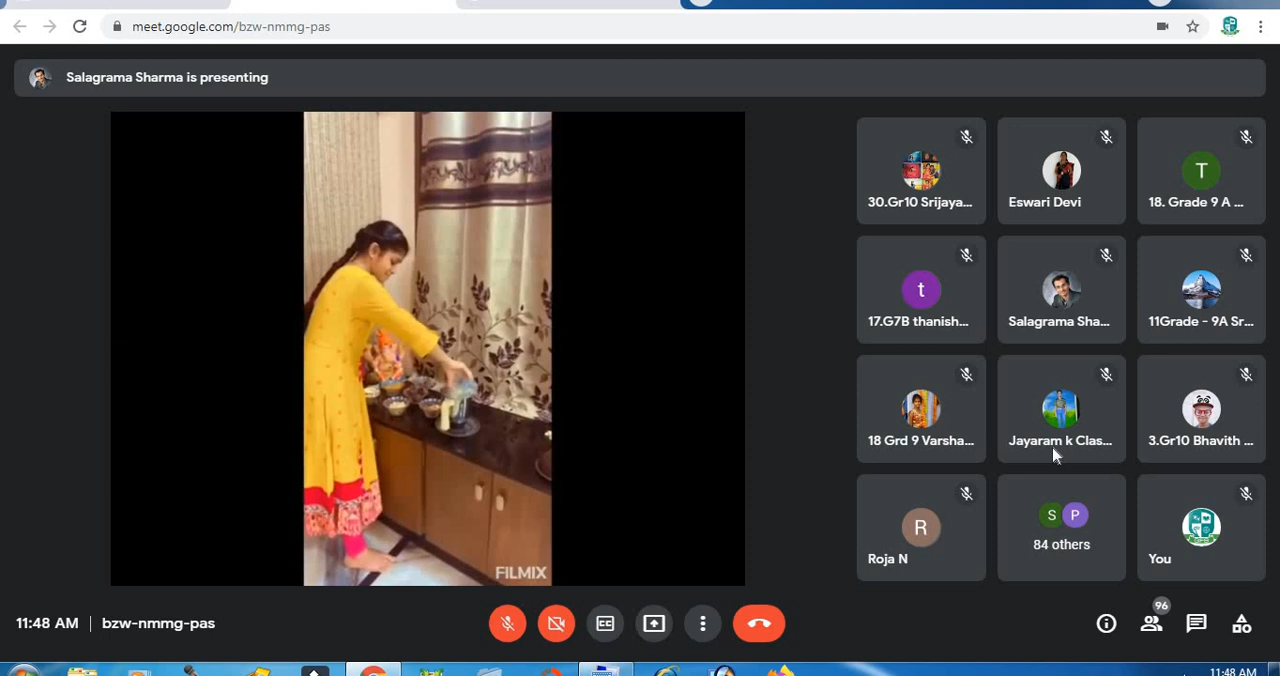 meet.google.com/bzw-nmmg-pas
Salagrama Sharma is presenting
30.Gr10 Srijaya...
Eswari Devi
T
18. Grade 9 A ...
t
17.G7B thanish...
Salagrama Sha...
11Grade - 9A Sr...
18 Grd 9 Varsha...
Jayaram k Clas...
3.Gr10 Bhavith ...
R
Roja N
S P
84 others
You
FILMIX
11:48 AM | bzw-nmmg-pas
CC
96
11:48 AM